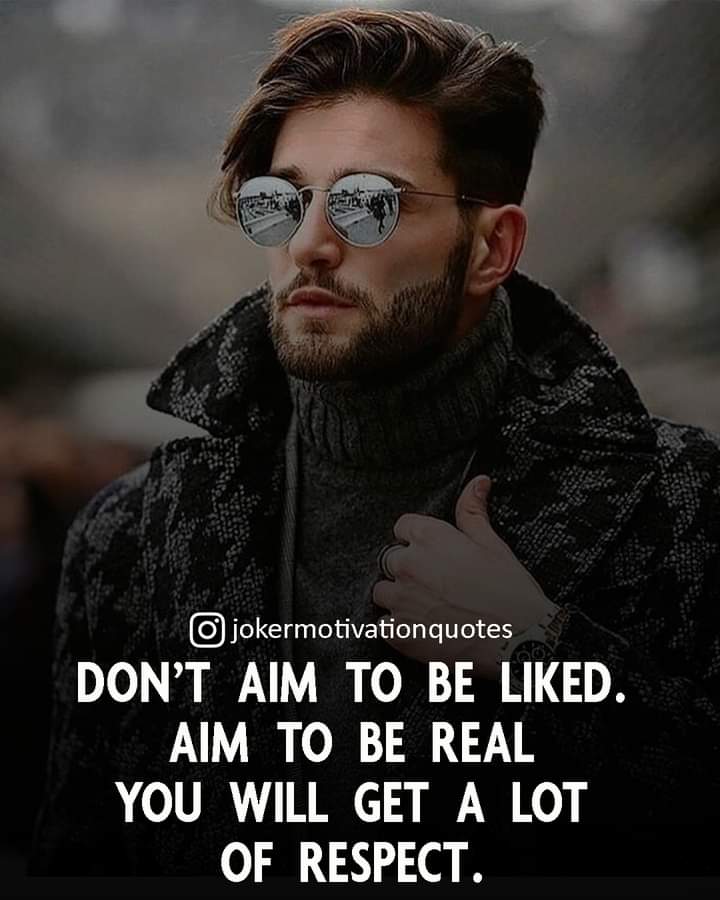 jokermotivationquotes
DON'T AIM TO BE LIKED.
AIM TO BE REAL
YOU WILL GET A LOT
OF RESPECT.